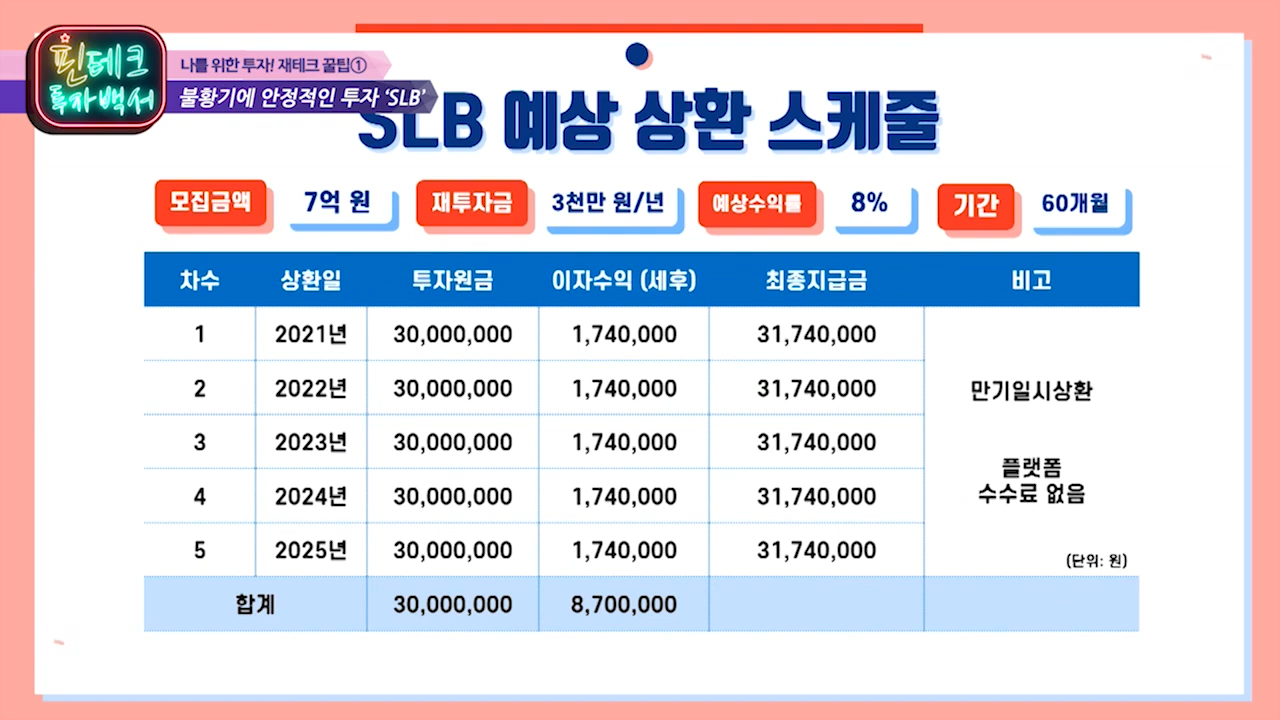 핀테크
투자백서
나를 위한 투자! 재테크 꿀팁①
불황기에 안정적인 투자 ‘SLB’
SLB 예상 상환 스케줄
모집금액 7억 원 재투자금 3천만 원/년 예상수익률 8% 기간 60개월
차수 상환일 투자원금 이자수익 (세후) 최종지급금 비고
1 2021년 30,000,000 1,740,000 31,740,000
2 2022년 30,000,000 1,740,000 31,740,000
만기일시상환
3 2023년 30,000,000 1,740,000 31,740,000
플랫폼
수수료 없음
4 2024년 30,000,000 1,740,000 31,740,000
5 2025년 30,000,000 1,740,000 31,740,000
(단위: 원)
합계 30,000,000 8,700,000